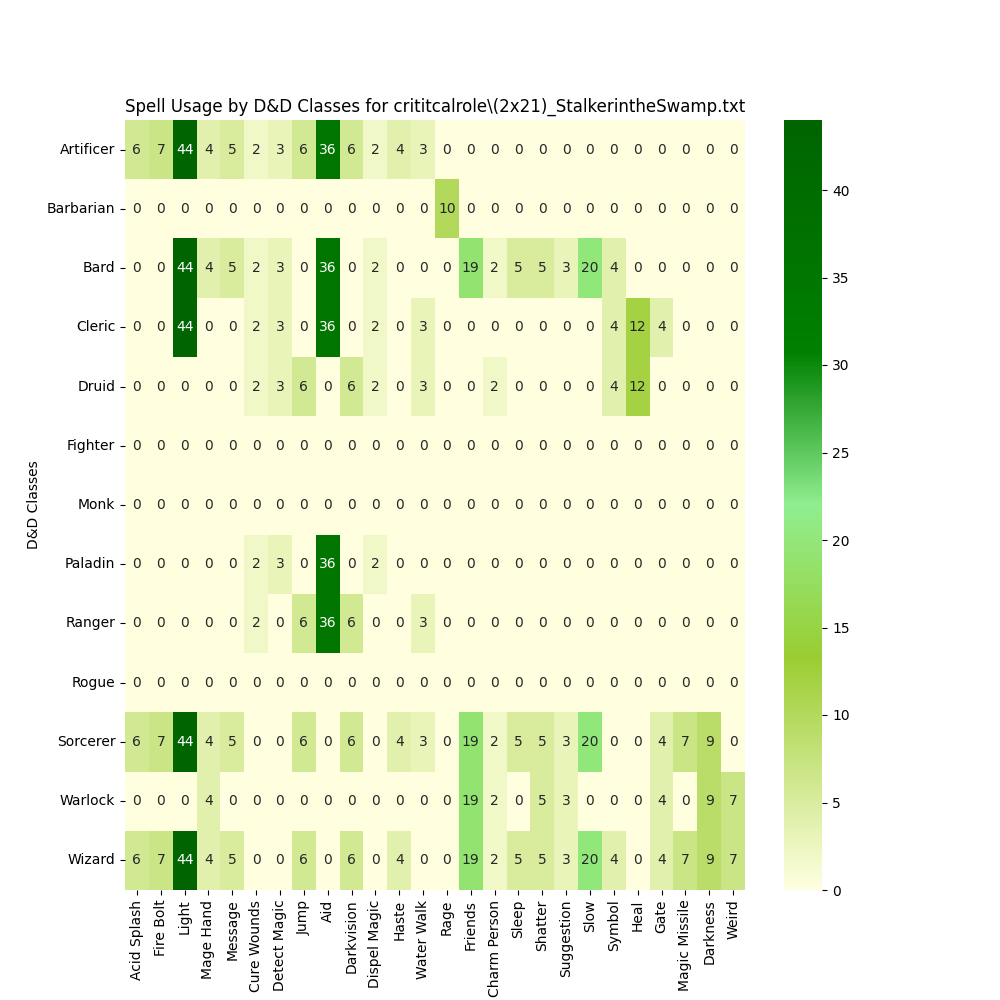 Spell Usage by D&D Classes for crititcalrole\(2x21)_StalkerintheSwamp.txt
D&D Classes
Artificer 6 7 44 4 5 2 3 6 36 6 2 4 3 0 0 0 0 0 0 0 0 0 0 0 0 0
Barbarian 0 0 0 0 0 0 0 0 0 0 0 0 0 10 0 0 0 0 0 0 0 0 0 0 0 0
Bard 0 0 44 4 5 2 3 0 36 0 2 0 0 0 19 2 5 5 3 20 4 0 0 0 0 0
Cleric 0 0 44 0 0 2 3 0 36 0 2 0 3 0 0 0 0 0 0 0 4 12 4 0 0 0
Druid 0 0 0 0 0 2 3 6 0 6 2 0 3 0 0 2 0 0 0 0 4 12 0 0 0 0
Fighter 0 0 0 0 0 0 0 0 0 0 0 0 0 0 0 0 0 0 0 0 0 0 0 0 0 0
Monk 0 0 0 0 0 0 0 0 0 0 0 0 0 0 0 0 0 0 0 0 0 0 0 0 0 0
Paladin 0 0 0 0 0 2 3 0 36 0 2 0 0 0 0 0 0 0 0 0 0 0 0 0 0 0
Ranger 0 0 0 0 0 2 0 6 36 6 0 0 3 0 0 0 0 0 0 0 0 0 0 0 0 0
Rogue 0 0 0 0 0 0 0 0 0 0 0 0 0 0 0 0 0 0 0 0 0 0 0 0 0 0
Sorcerer 6 7 44 4 5 0 0 6 0 6 0 4 3 0 19 2 5 5 3 20 0 0 4 7 9 0
Warlock 0 0 0 4 0 0 0 0 0 0 0 0 0 0 19 2 0 5 3 0 0 0 4 0 9 7
Wizard 6 7 44 4 5 0 0 6 0 6 0 4 0 0 19 2 5 5 3 20 4 0 4 7 9 7
Acid Splash
Fire Bolt
Light
Mage Hand
Message
Cure Wounds
Detect Magic
Jump
Aid
Darkvision
Dispel Magic
Haste
Water Walk
Rage
Friends
Charm Person
Sleep
Shatter
Suggestion
Slow
Symbol
Heal
Gate
Magic Missile
Darkness
Weird
40
35
30
25
20
15
10
5
0